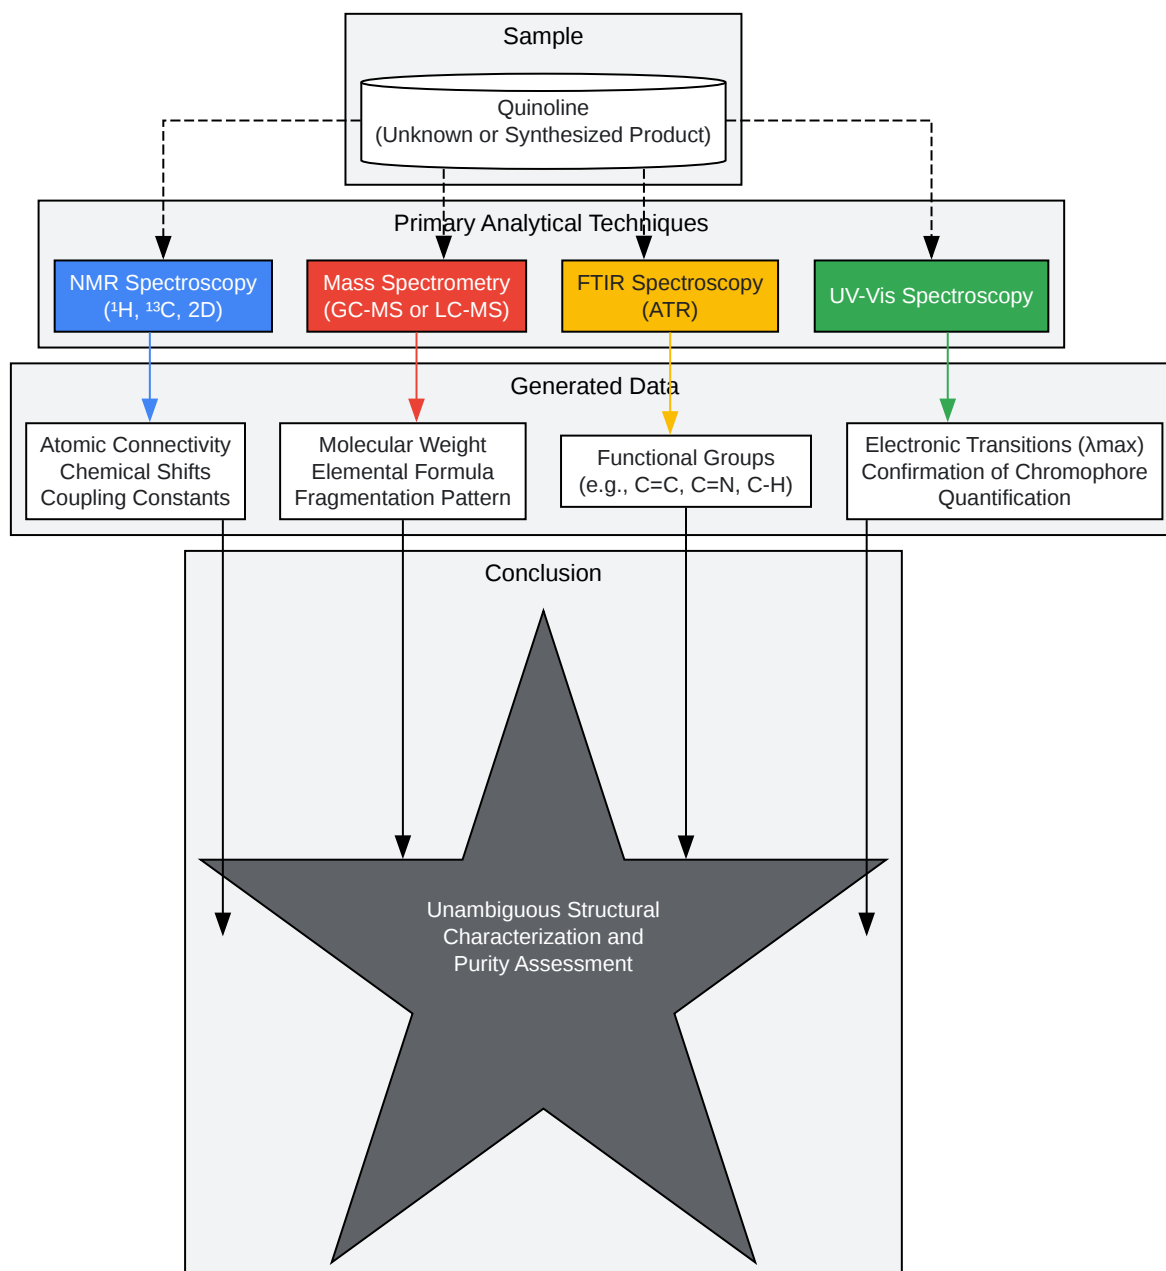 Sample
Quinoline
(Unknown or Synthesized Product)
Primary Analytical Techniques
NMR Spectroscopy
(¹H, ¹³C, 2D)
Mass Spectrometry
(GC-MS or LC-MS)
FTIR Spectroscopy
(ATR)
UV-Vis Spectroscopy
Generated Data
Atomic Connectivity
Chemical Shifts
Coupling Constants
Molecular Weight
Elemental Formula
Fragmentation Pattern
Functional Groups
(e.g., C=C, C=N, C-H)
Electronic Transitions (λmax)
Confirmation of Chromophore
Quantification
Conclusion
Unambiguous Structural
Characterization and
Purity Assessment